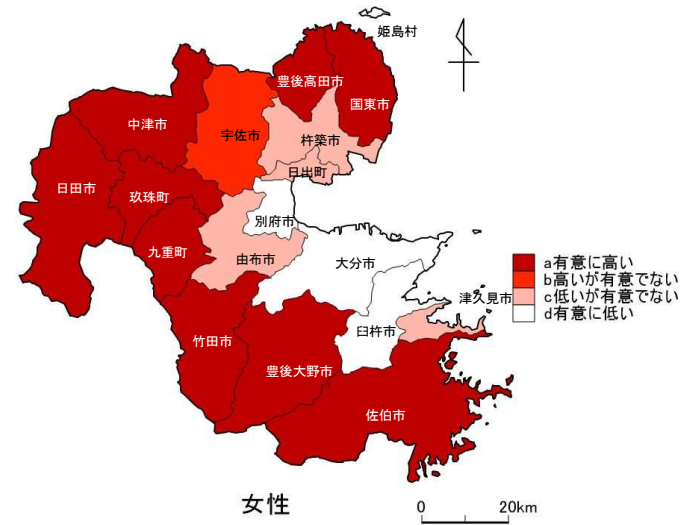 姫島村
豊後高田市
国東市
中津市
宇佐市
杵築市
日出町
日田市
玖珠町
別府市
九重町
由布市
大分市
a有意に高い
b高いが有意でない
c低いが有意でない
d有意に低い
津久見市
臼杵市
竹田市
豊後大野市
佐伯市
女性
0 20km